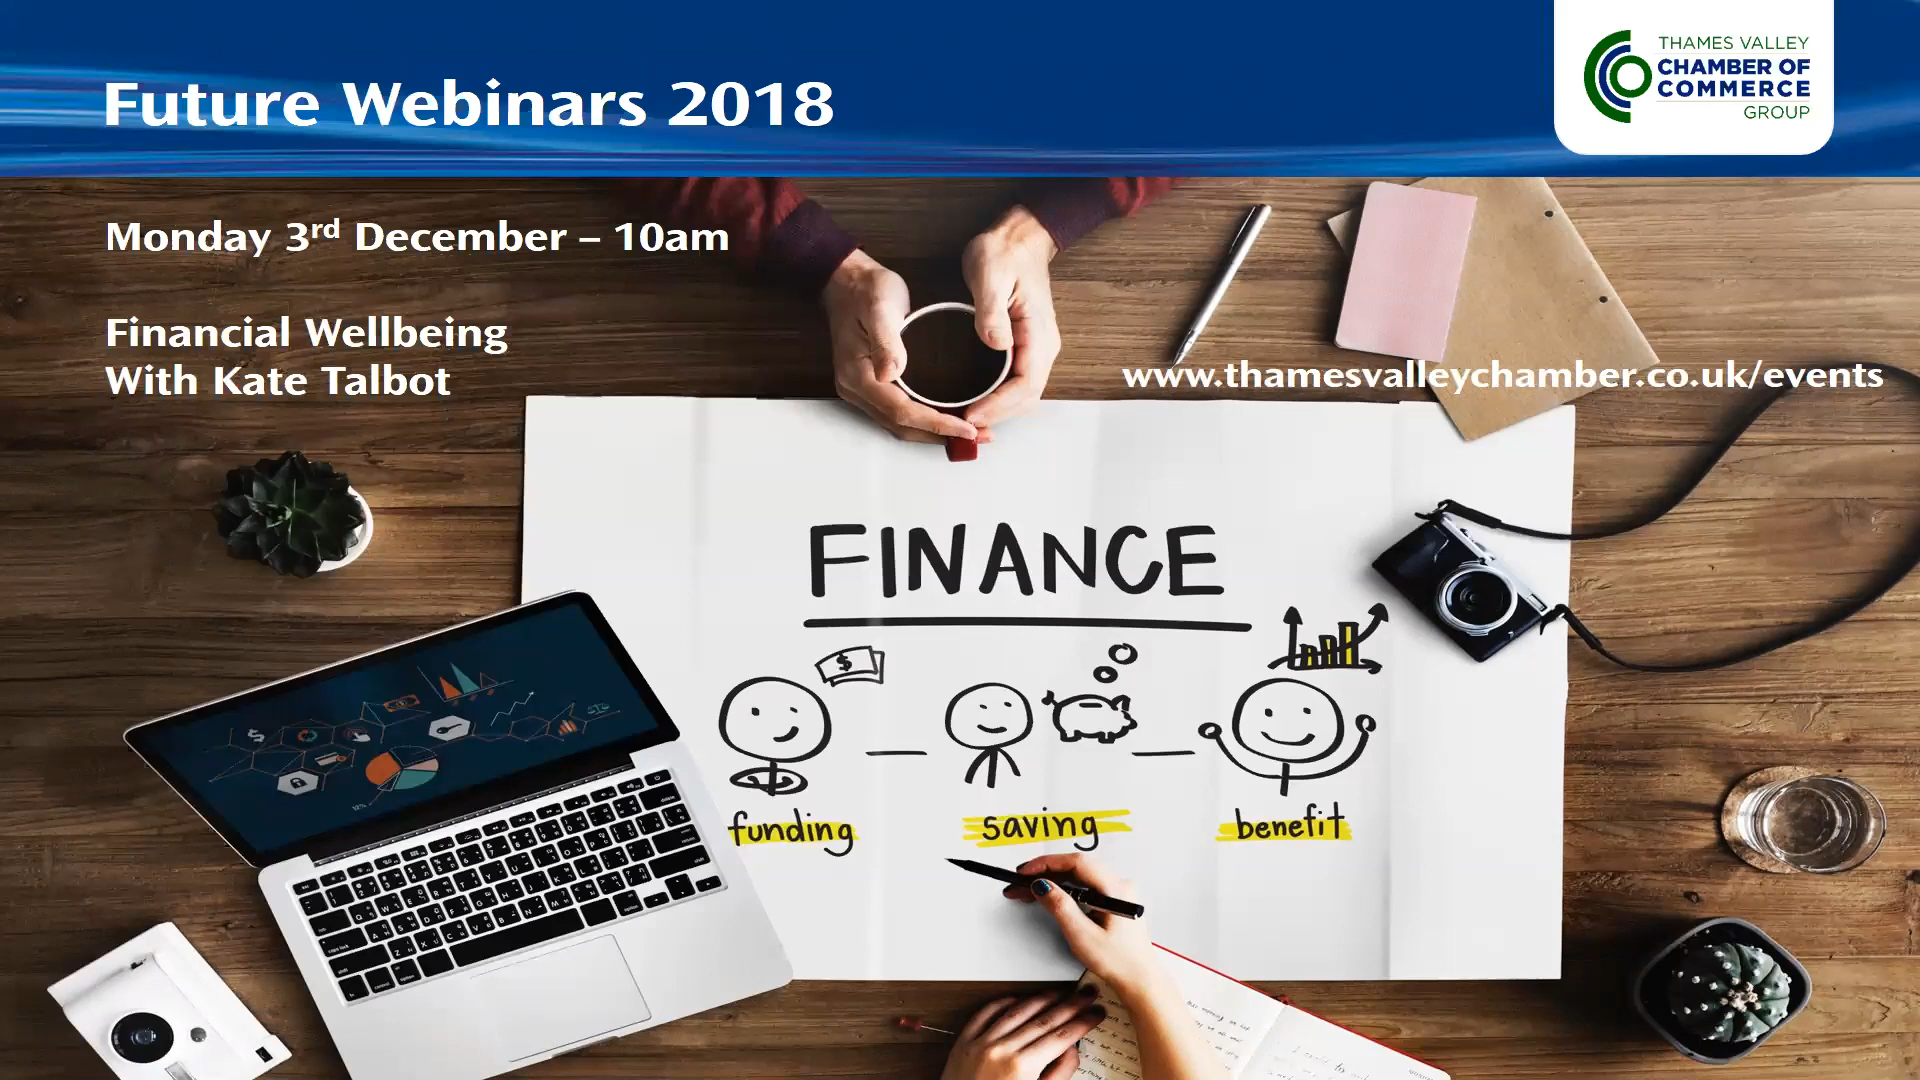 Future Webinars 2018
THAMES VALLEY
CHAMBER OF
COMMERCE
GROUP
Monday 3rd December – 10am
Financial Wellbeing
With Kate Talbot
www.thamesvalleychamber.co.uk/events
FINANCE
$
funding
saving
benefit